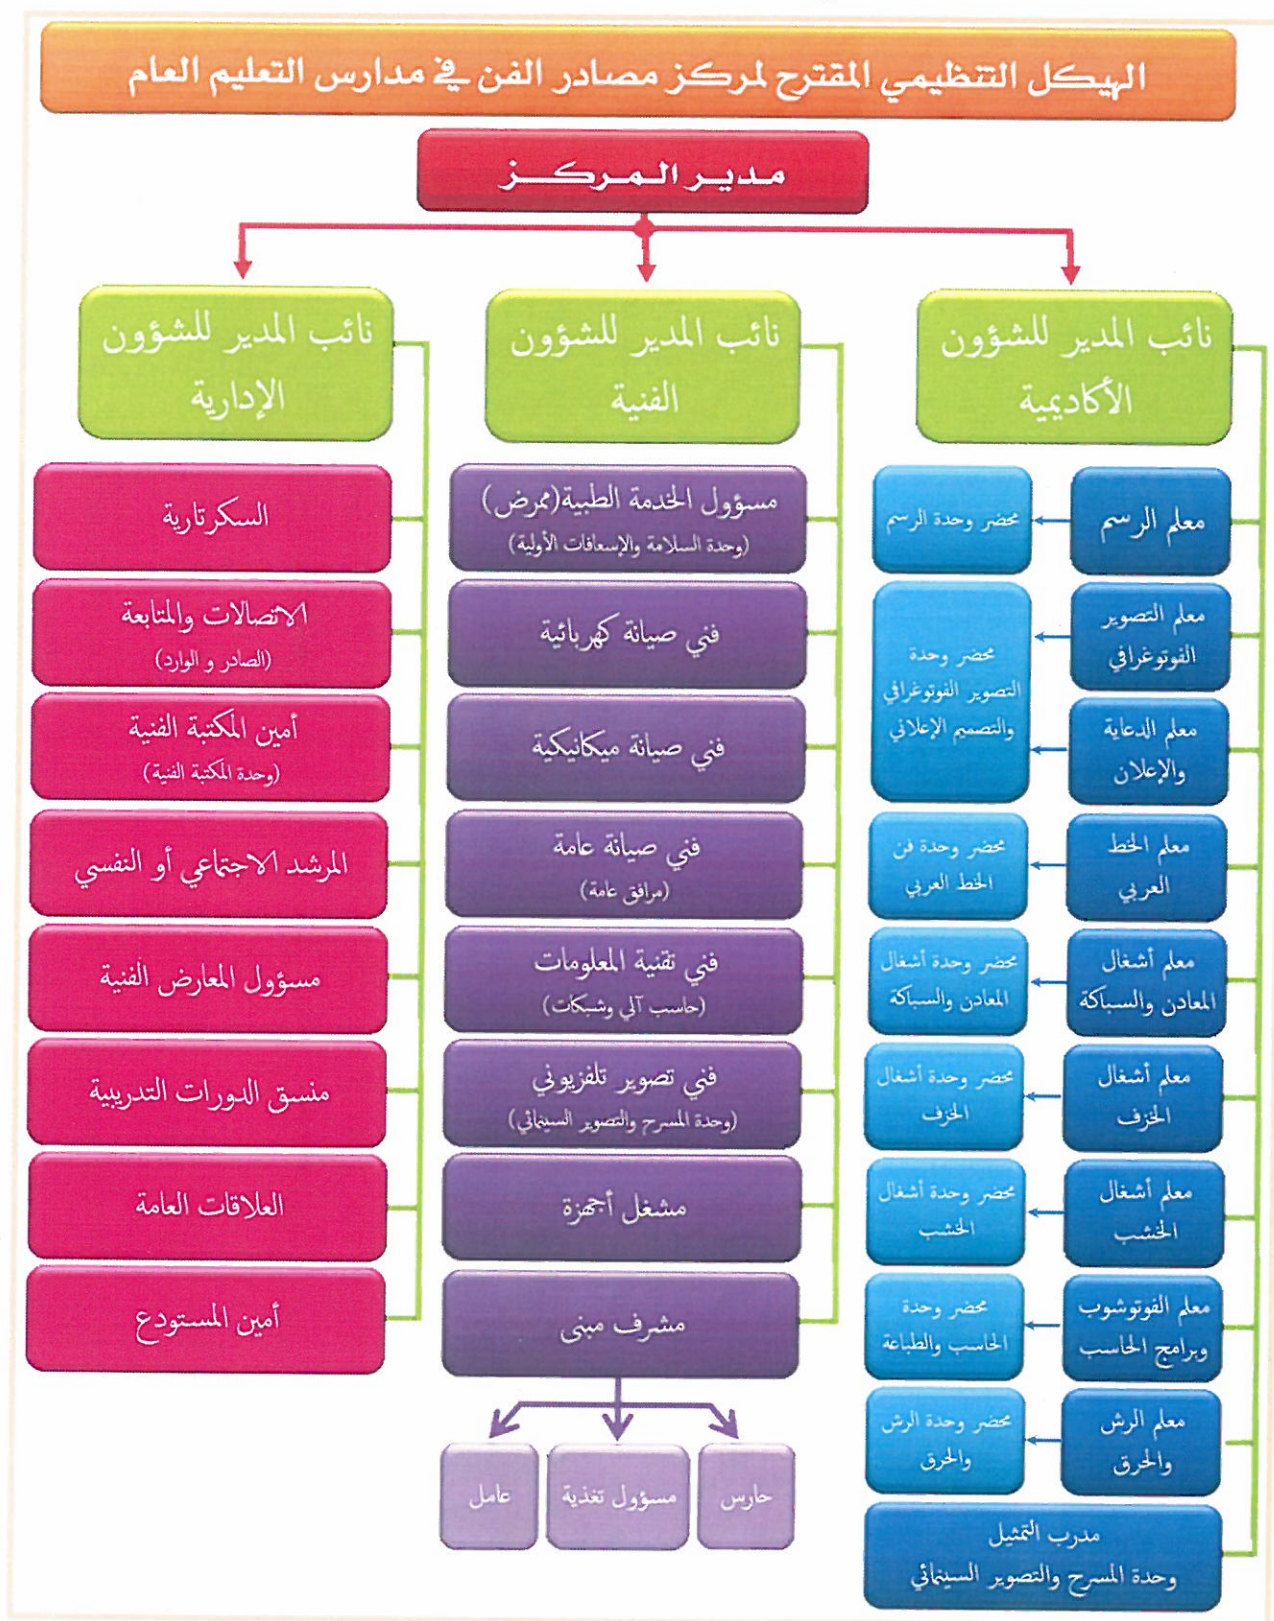 الهيكل التنظيمي المقترح لمركز مصادر الفن في مدارس التعليم العام
مدير المركز
نائب المدير للشؤون
الأكاديمية
معلم الرسم
محضر وحدة الرسم
معلم التصوير
الفوتوغرافي
معلم الدعاية
والإعلان
محضر وحدة
التصوير الفوتوغرافي
والتصميم الإعلاني
معلم الخط
العربي
محضر وحدة فن
الخط العربي
معلم أشغال
المعادن والسباكة
محضر وحدة أشغال
المعادن والسباكة
معلم أشغال
الخزف
محضر وحدة أشغال
الخزف
معلم أشغال
الخشب
محضر وحدة أشغال
الخشب
معلم الفوتوشوب
وبرامج الحاسب
محضر وحدة
الحاسب والطباعة
معلم الرش
والحرق
محضر وحدة الرش
والحرق
مدرب التمثيل
وحدة المسرح والتصوير السينمائي
نائب المدير للشؤون
الفنية
مسؤول الخدمة الطبية(ممرض)
(وحدة السلامة والإسعافات الأولية)
فني صيانة كهربائية
فني صيانة ميكانيكية
فني صيانة عامة
(مرافق عامة)
فني تقنية المعلومات
(حاسب آلي وشبكات)
فني تصوير تلفزيوني
(وحدة المسرح والتصوير السينمائي)
مشغل أجهزة
مشرف مبنى
حارس
مسؤول تغذية
عامل
نائب المدير للشؤون
الإدارية
السكرتارية
الاتصالات والمتابعة
(الصادر و الوارد)
أمين المكتبة الفنية
(وحدة المكتبة الفنية)
المرشد الاجتماعي أو النفسي
مسؤول المعارض الفنية
منسق الدورات التدريبية
العلاقات العامة
أمين المستودع